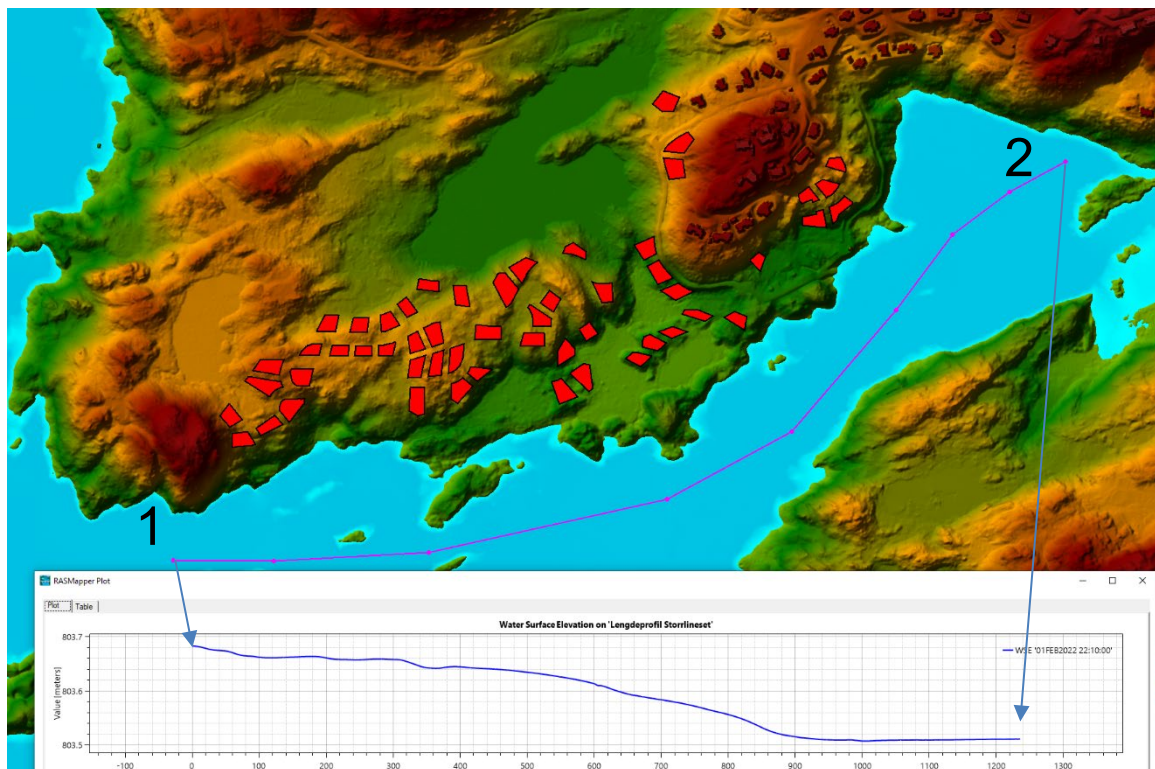 2
1
RASMapper Plot
Plot Table
Water Surface Elevation on 'Lengdeprofil Storrlineset'
803.7
WSE '01FEB2022 22:10:00'
Value [meters]
803.6
803.5
-100 0 100 200 300 400 500 600 700 800 900 1000 1100 1200 1300